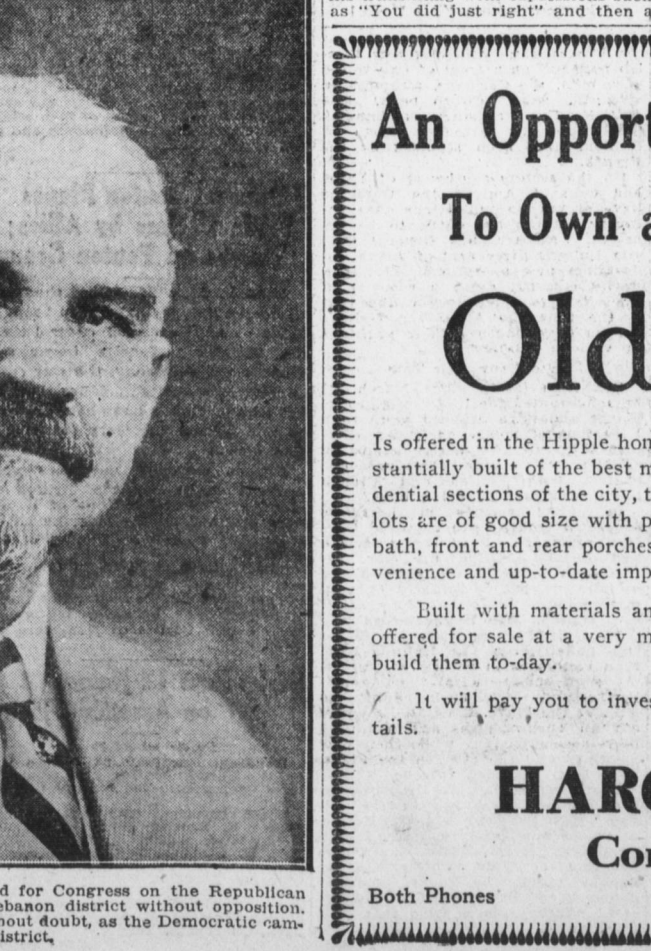 as "You did just right" and then a
An Opport
To Own a
Old
Is offered in the Hipple hom
stantially built of the best m
dential sections of the city, t
lots are of good size with p
bath, front and rear porches
venience and up-to-date imp
Built with materials an
offered for sale at a very m
build them to-day.
It will pay you to inves
tails.
HARO
Con
Both Phones
d for Congress on the Republican
ebanon district without opposition.
hout doubt, as the Democratic cam-
istrict,